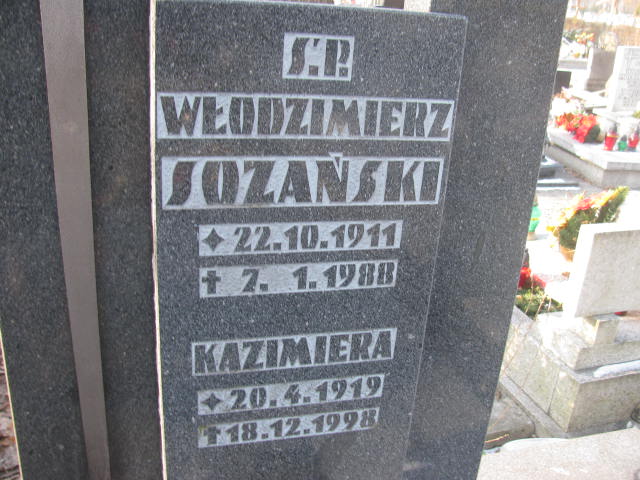 Ś.P.
WŁODZIMIERZ
SOZAŃSKI
✦ 22.10.1911
✝ 7. 1.1988
KAZIMIERA
✦ 20.4.1919
✝ 18.12.1998